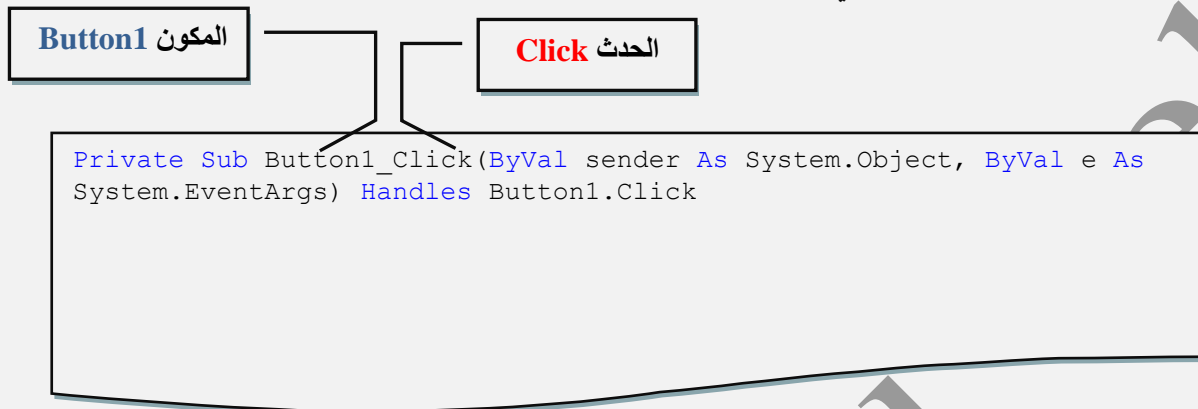 المكون Button1
الحدث Click
Private Sub Button1_Click(ByVal sender As System.Object, ByVal e As
System.EventArgs) Handles Button1.Click